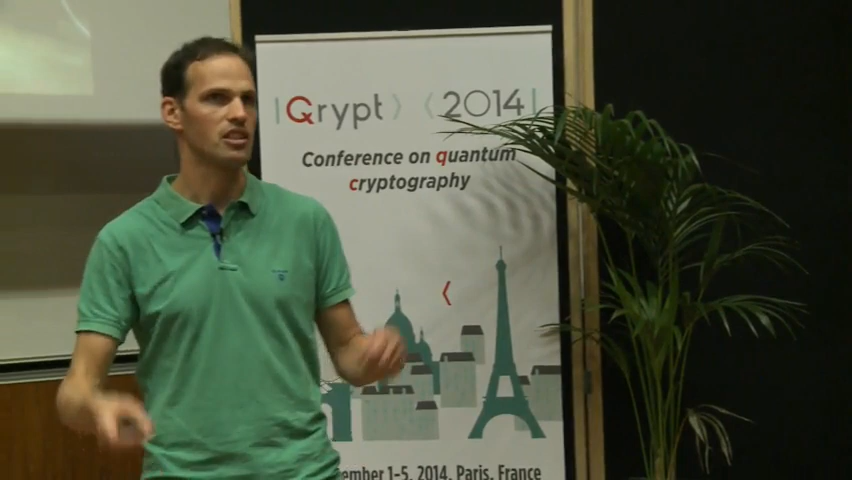 |Qrypt⟩ ⟨2014|
Conference on quantum
cryptography
ember 1-5, 2014, Paris, France